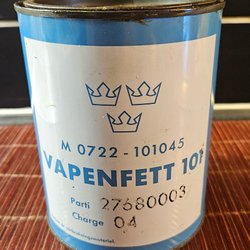 M 0722 - 101045
VAPENFETT 101
Parti 27680003
Charge 04